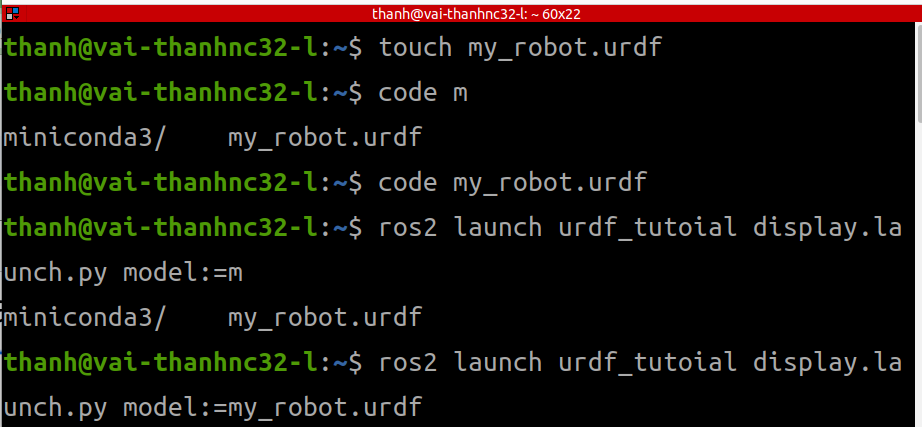 thanh@vai-thanhnc32-l: ~ 60x22
thanh@vai-thanhnc32-l:~$ touch my_robot.urdf
thanh@vai-thanhnc32-l:~$ code m
miniconda3/    my_robot.urdf
thanh@vai-thanhnc32-l:~$ code my_robot.urdf
thanh@vai-thanhnc32-l:~$ ros2 launch urdf_tutoial display.la
unch.py model:=m
miniconda3/    my_robot.urdf
thanh@vai-thanhnc32-l:~$ ros2 launch urdf_tutoial display.la
unch.py model:=my_robot.urdf